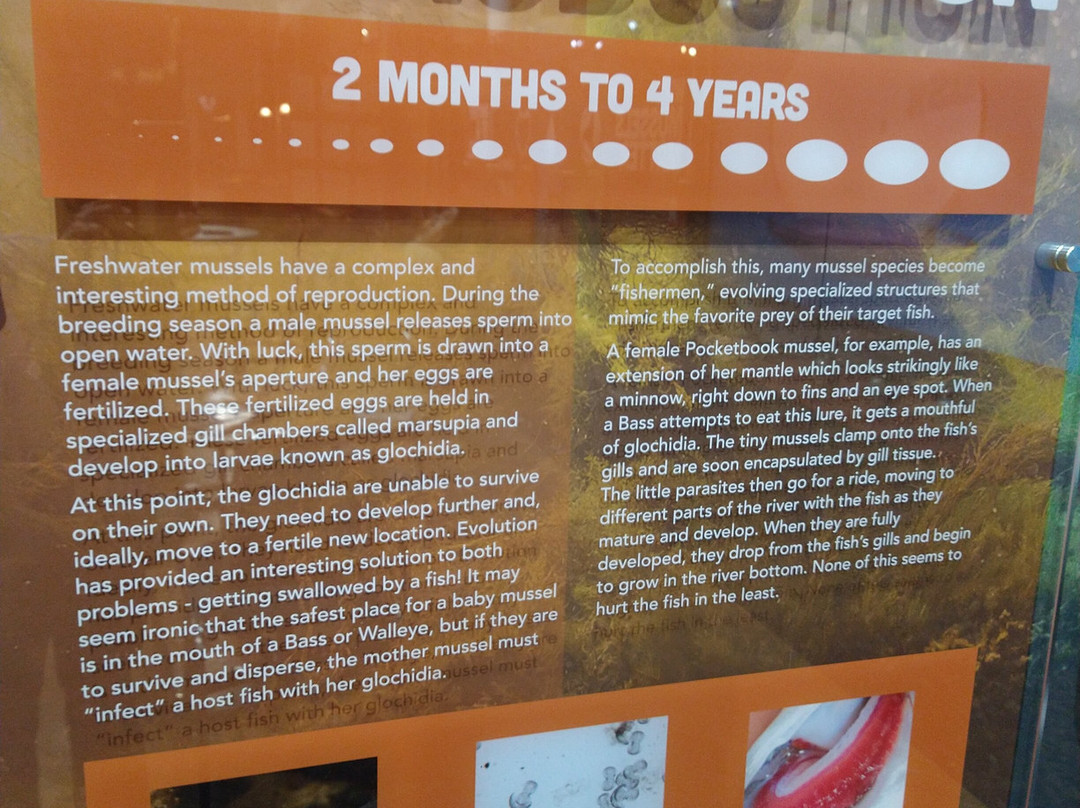 2 MONTHS TO 4 YEARS
Freshwater mussels have a complex and
interesting method of reproduction. During the
breeding season a male mussel releases sperm into
open water. With luck, this sperm is drawn into a
female mussel's aperture and her eggs are
fertilized. These fertilized eggs are held in
specialized gill chambers called marsupia and
develop into larvae known as glochidia.
At this point, the glochidia are unable to survive
on their own. They need to develop further and,
ideally, move to a fertile new location. Evolution
has provided an interesting solution to both
problems - getting swallowed by a fish! It may
seem ironic that the safest place for a baby mussel
is in the mouth of a Bass or Walleye, but if they are
to survive and disperse, the mother mussel must
"infect" a host fish with her glochidia.
To accomplish this, many mussel species become
"fishermen," evolving specialized structures that
mimic the favorite prey of their target fish.
A female Pocketbook mussel, for example, has an
extension of her mantle which looks strikingly like
a minnow, right down to fins and an eye spot. When
a Bass attempts to eat this lure, it gets a mouthful
of glochidia. The tiny mussels clamp onto the fish's
gills and are soon encapsulated by gill tissue.
The little parasites then go for a ride, moving to
different parts of the river with the fish as they
mature and develop. When they are fully
developed, they drop from the fish's gills and begin
to grow in the river bottom. None of this seems to
hurt the fish in the least.